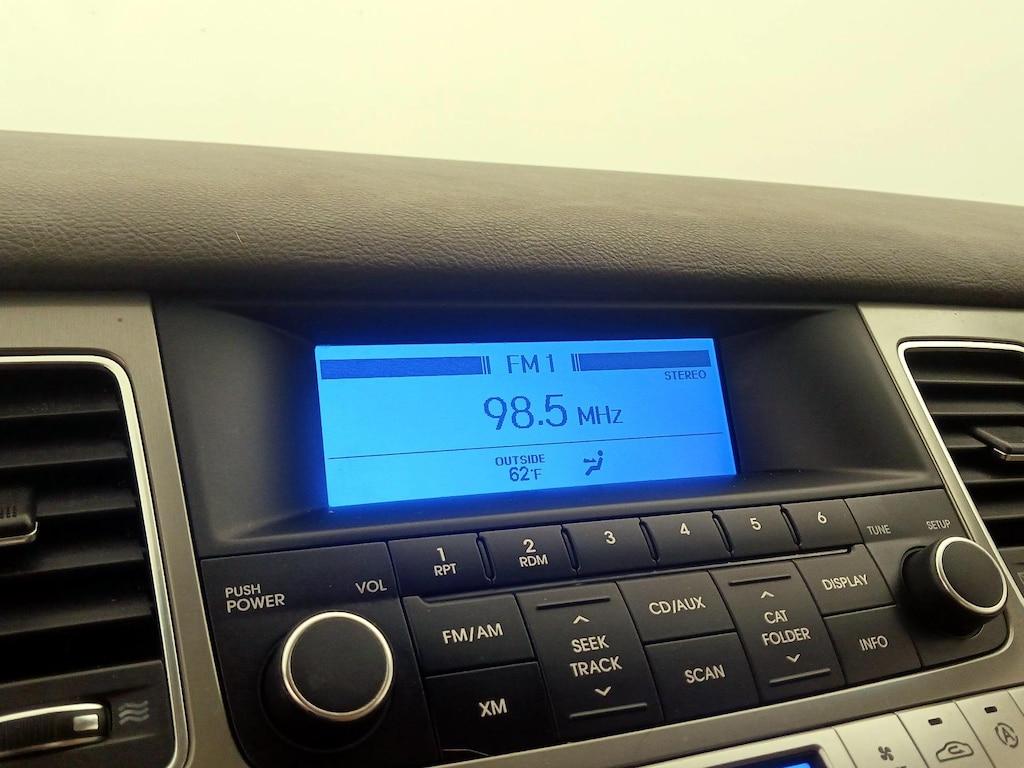 FM 1
STEREO
98.5 MHz
OUTSIDE
62°F
1
RPT
2
RDM
3
4
5
6
TUNE
SETUP
PUSH
POWER
VOL
FM/AM
SEEK
TRACK
CD/AUX
CAT
FOLDER
DISPLAY
XM
SCAN
INFO
A